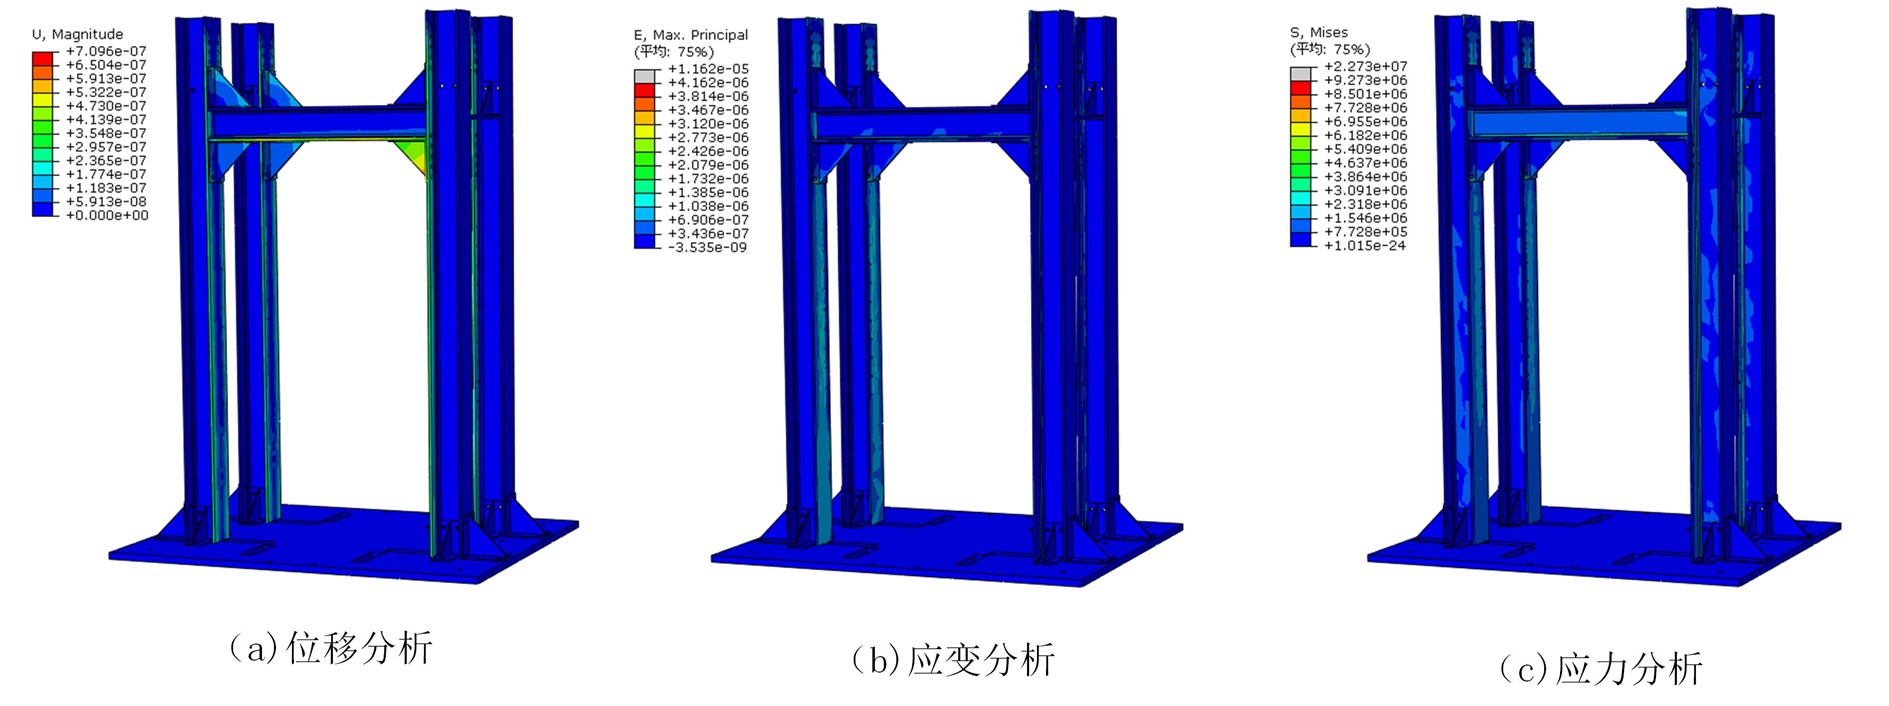 U, Magnitude
+7.096e-07
+6.504e-07
+5.913e-07
+5.322e-07
+4.730e-07
+4.139e-07
+3.548e-07
+2.957e-07
+2.365e-07
+1.774e-07
+1.183e-07
+5.913e-08
+0.000e+00
E, Max. Principal
(平均: 75%)
+1.162e-05
+4.162e-06
+3.814e-06
+3.467e-06
+3.120e-06
+2.773e-06
+2.426e-06
+2.079e-06
+1.732e-06
+1.385e-06
+1.038e-06
+6.906e-07
+3.436e-07
-3.535e-09
S, Mises
(平均: 75%)
+2.273e+07
+9.273e+06
+8.501e+06
+7.728e+06
+6.955e+06
+6.182e+06
+5.409e+06
+4.637e+06
+3.864e+06
+3.091e+06
+2.318e+06
+1.546e+06
+7.728e+05
+1.015e-24
(a)位移分析
(b)应变分析
(c)应力分析